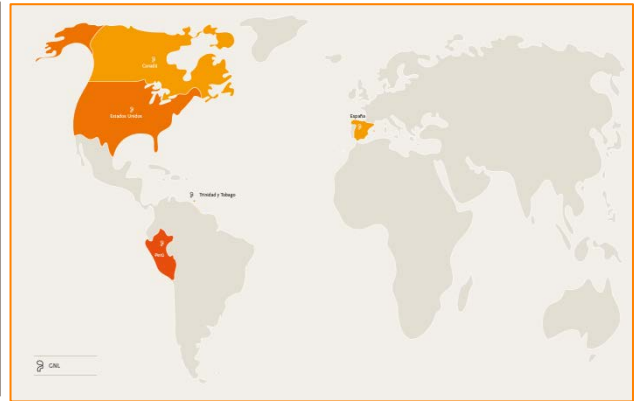 Canadá
Estados Unidos
España
Trinidad y Tobago
Perú
GNL